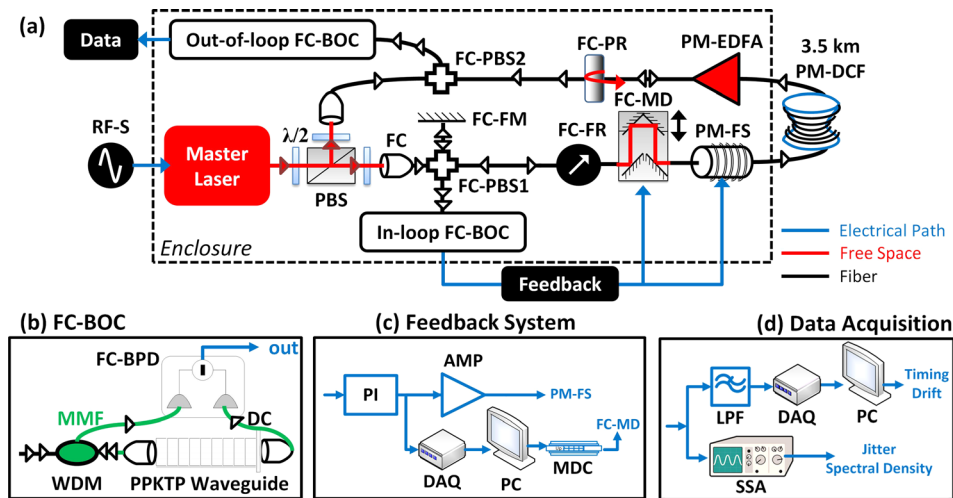 (a)
Data
Out-of-loop FC-BOC
FC-PBS2
FC-PR
PM-EDFA
3.5 km
PM-DCF
RF-S
Master
Laser
λ/2
PBS
FC
FC-FM
FC-PBS1
FC-FR
FC-MD
PM-FS
In-loop FC-BOC
Enclosure
Feedback
Electrical Path
Free Space
Fiber
(b) FC-BOC
FC-BPD
out
MMF
DC
WDM
PPKTP Waveguide
(c) Feedback System
PI
AMP
PM-FS
FC-MD
DAQ
PC
MDC
(d) Data Acquisition
LPF
DAQ
PC
Timing
Drift
SSA
Jitter
Spectral Density